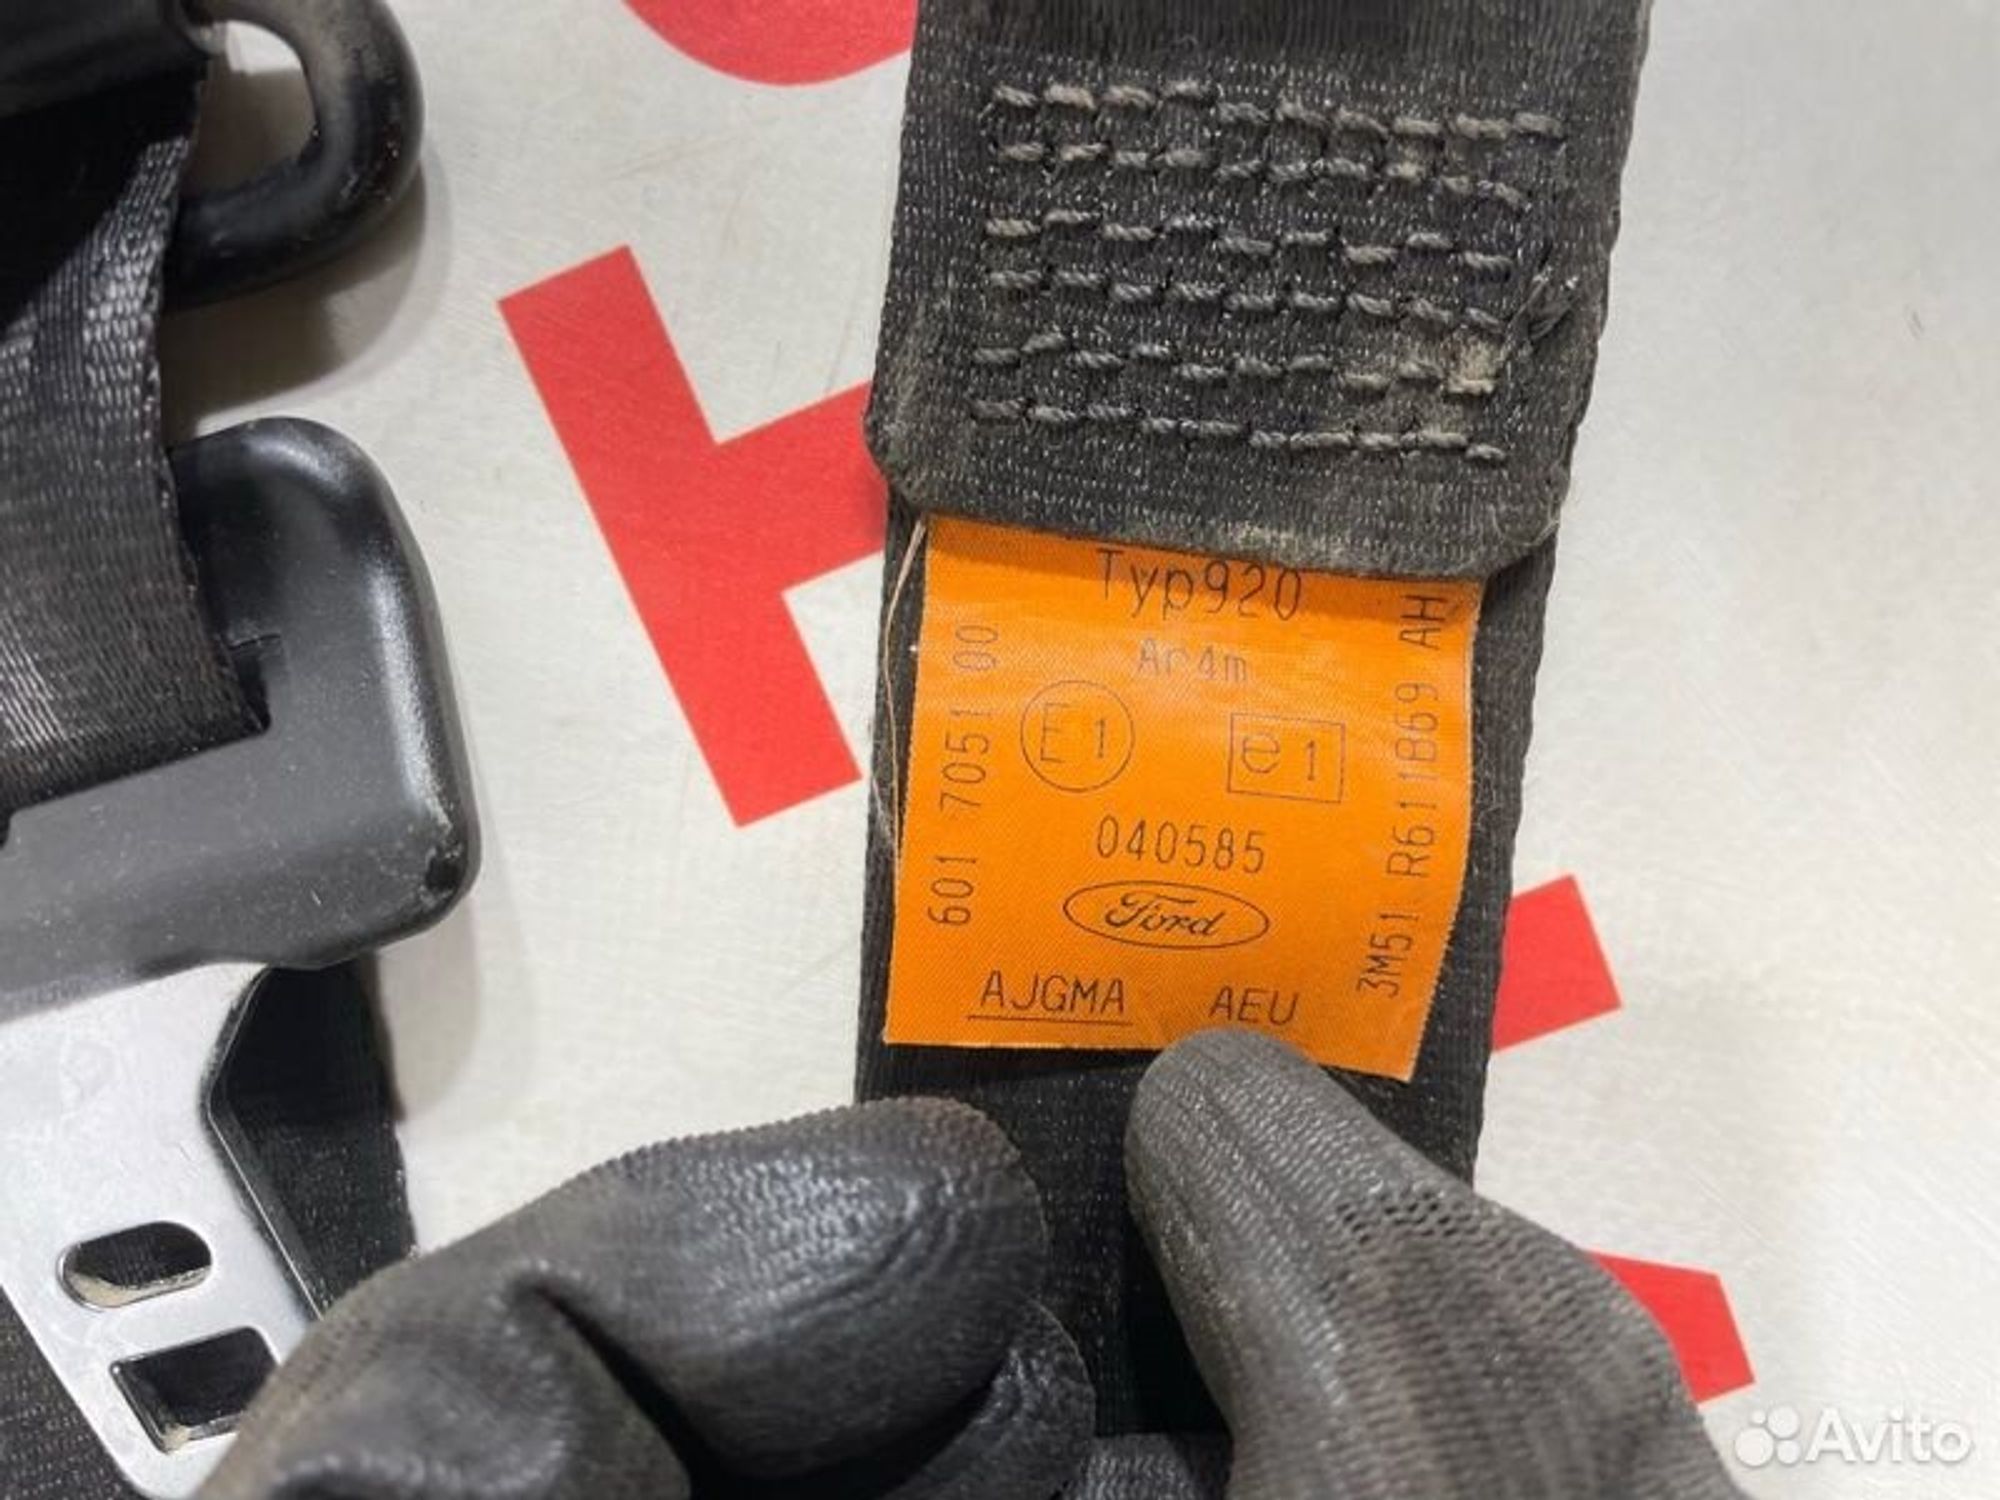 Typ920
Ar4m
601 7051 00
E1
e1
3M51 R611B69 AH
040585
Ford
AJGMA AEU
Avito